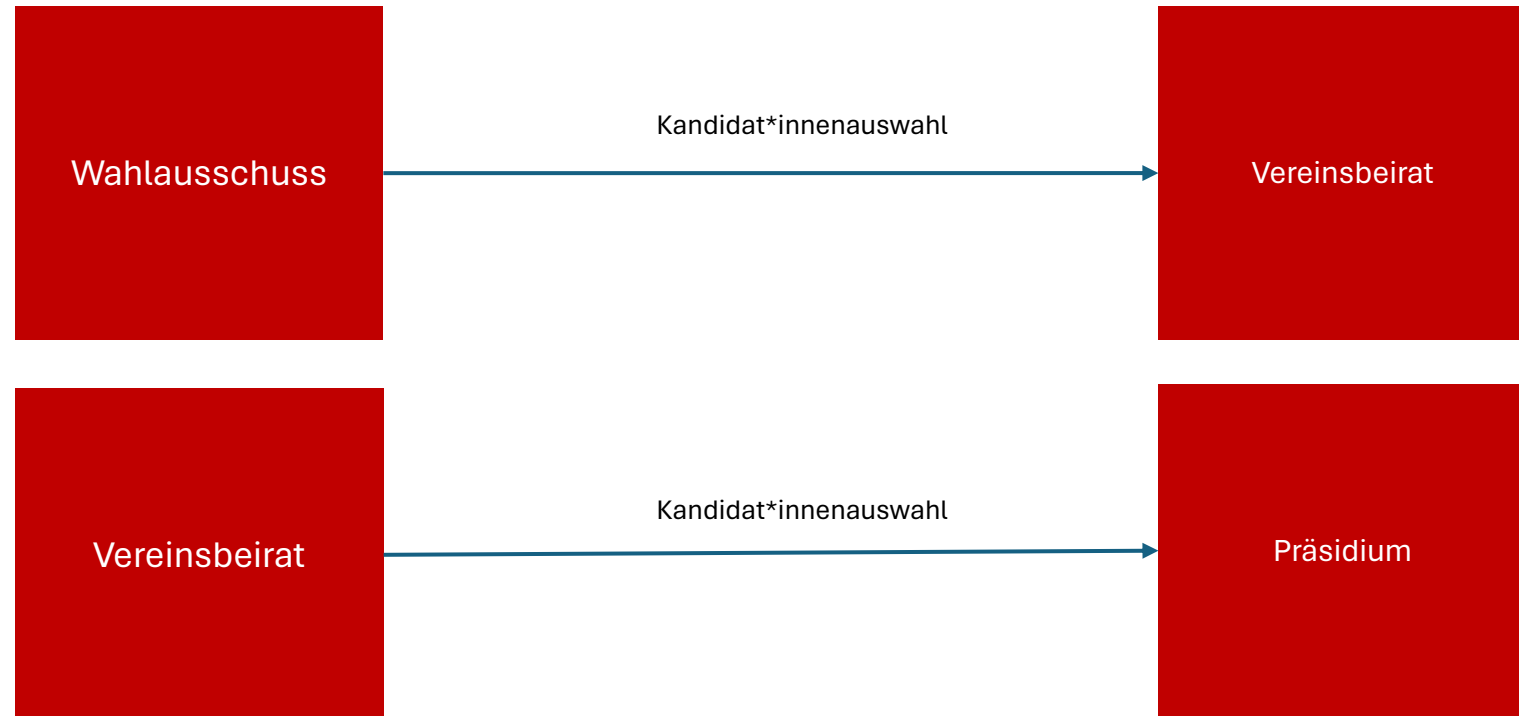 Wahlausschuss
Kandidat*innenauswahl
Vereinsbeirat
Vereinsbeirat
Kandidat*innenauswahl
Präsidium